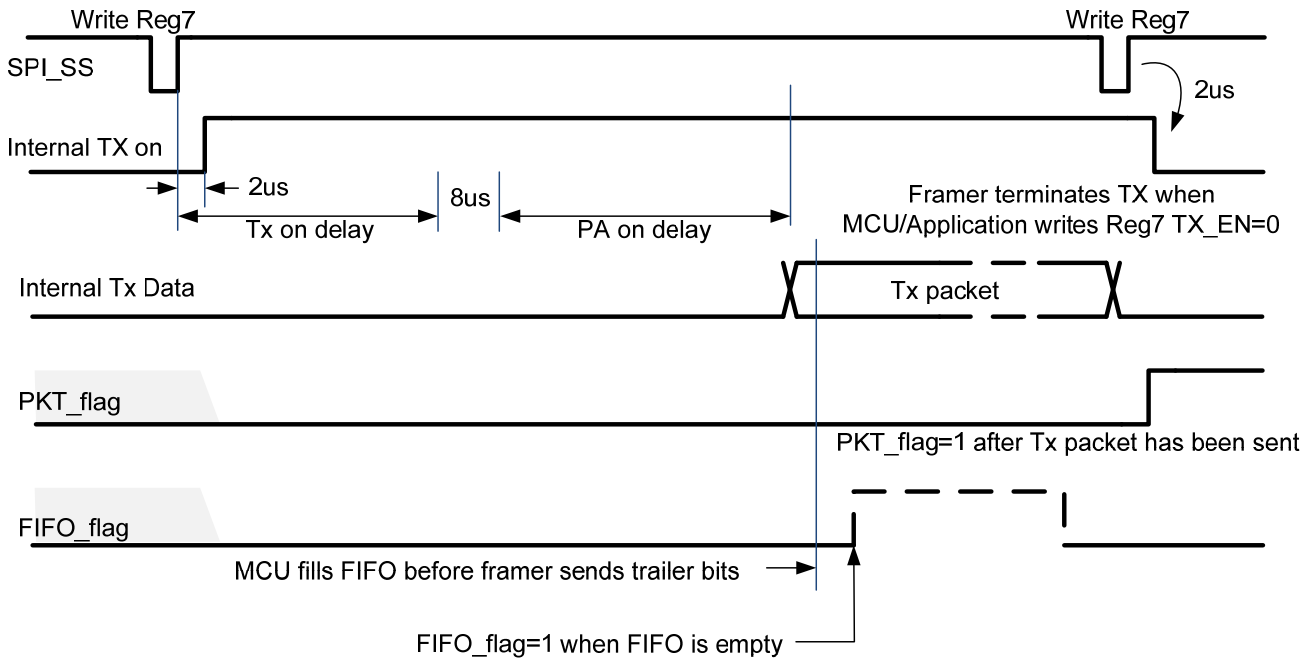 Write Reg7
Write Reg7
SPI_SS
2us
Internal TX on
2us
8us
Tx on delay
PA on delay
Framer terminates TX when
MCU/Application writes Reg7 TX_EN=0
Internal Tx Data
Tx packet
PKT_flag
PKT_flag=1 after Tx packet has been sent
FIFO_flag
MCU fills FIFO before framer sends trailer bits
FIFO_flag=1 when FIFO is empty